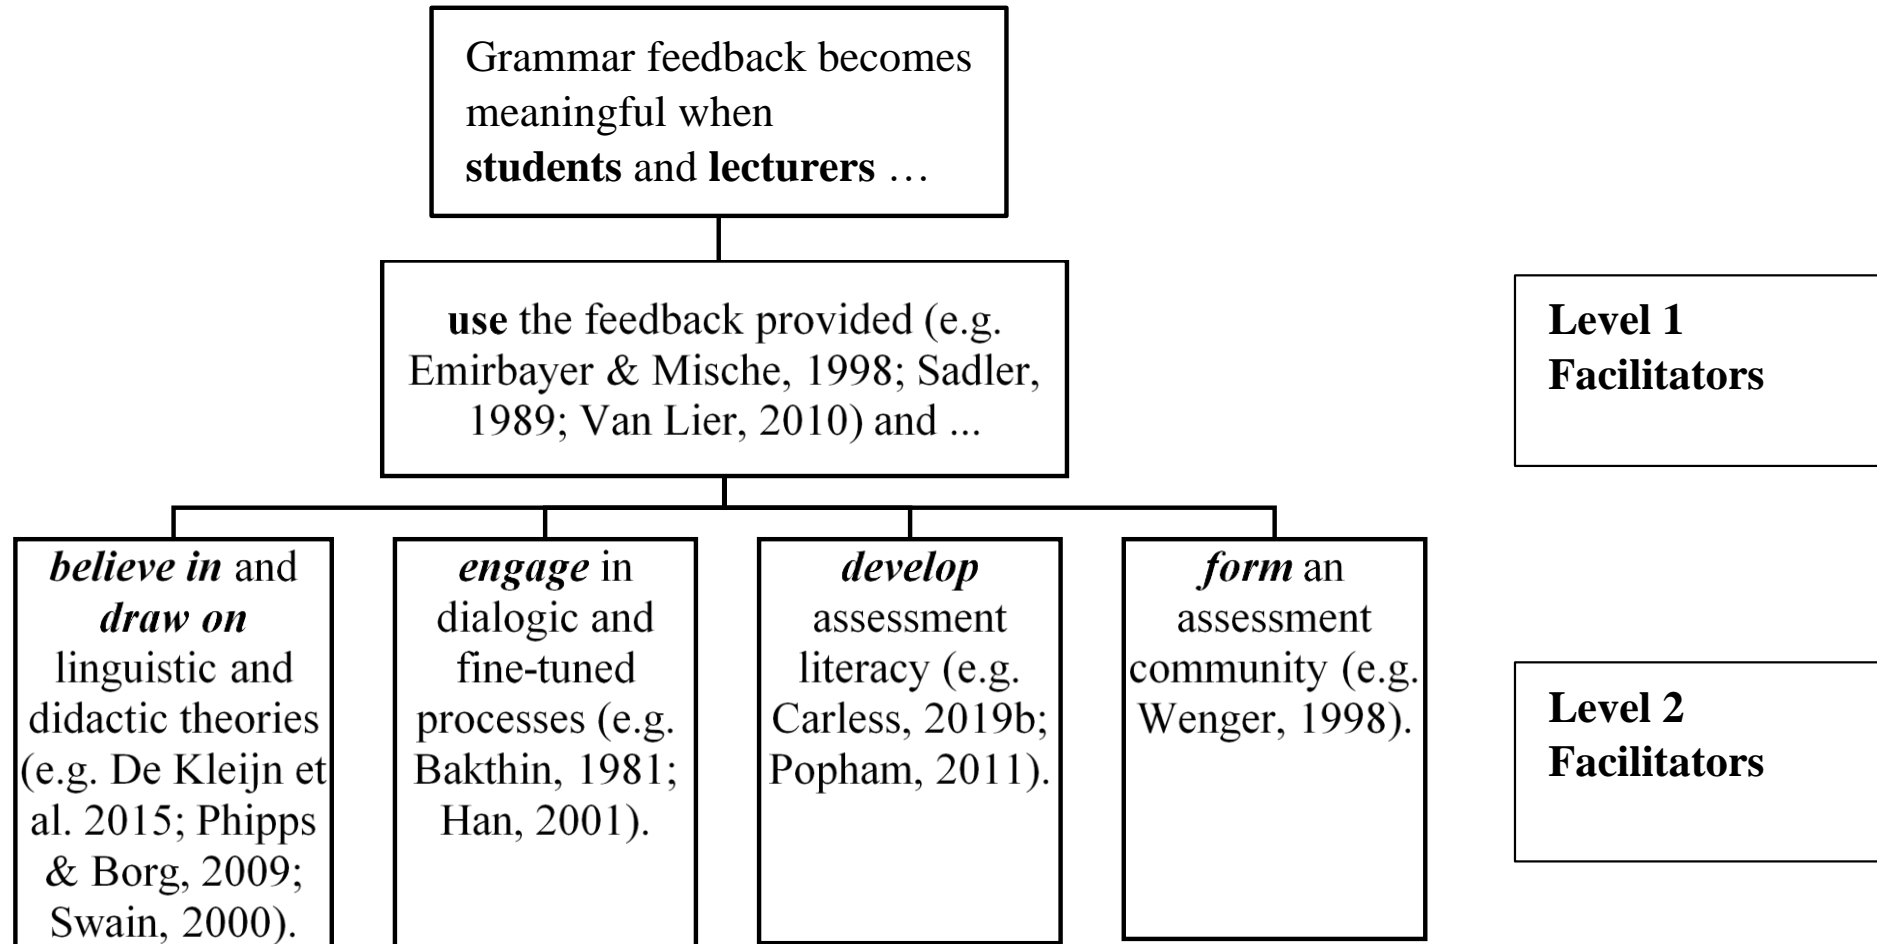 Grammar feedback becomes
meaningful when
students and lecturers …
use the feedback provided (e.g.
Emirbayer & Mische, 1998; Sadler,
1989; Van Lier, 2010) and ...
Level 1
Facilitators
believe in and
draw on
linguistic and
didactic theories
(e.g. De Kleijn et
al. 2015; Phipps
& Borg, 2009;
Swain, 2000).
engage in
dialogic and
fine-tuned
processes (e.g.
Bakthin, 1981;
Han, 2001).
develop
assessment
literacy (e.g.
Carless, 2019b;
Popham, 2011).
form an
assessment
community (e.g.
Wenger, 1998).
Level 2
Facilitators